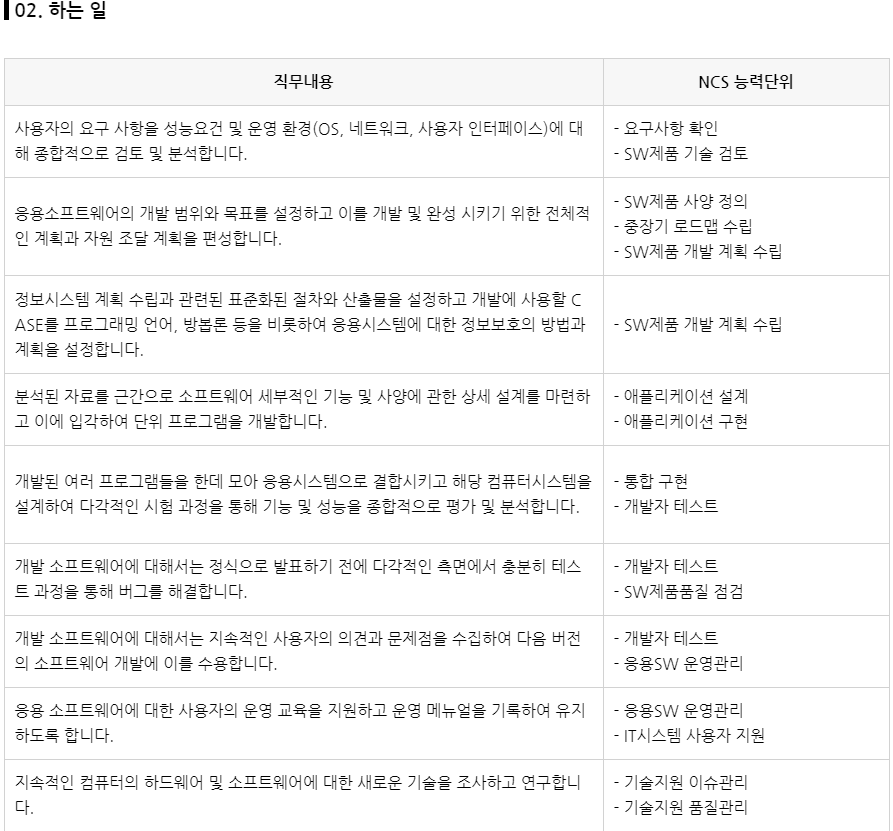 02. 하는 일
직무내용
NCS 능력단위
사용자의 요구 사항을 성능요건 및 운영 환경(OS, 네트워크, 사용자 인터페이스)에 대
해 종합적으로 검토 및 분석합니다.
- 요구사항 확인
- SW제품 기술 검토
응용소프트웨어의 개발 범위와 목표를 설정하고 이를 개발 및 완성 시키기 위한 전체적
인 계획과 자원 조달 계획을 편성합니다.
- SW제품 사양 정의
- 중장기 로드맵 수립
- SW제품 개발 계획 수립
정보시스템 계획 수립과 관련된 표준화된 절차와 산출물을 설정하고 개발에 사용할 C
ASE를 프로그래밍 언어, 방봅론 등을 비롯하여 응용시스템에 대한 정보보호의 방법과
계획을 설정합니다.
- SW제품 개발 계획 수립
분석된 자료를 근간으로 소프트웨어 세부적인 기능 및 사양에 관한 상세 설계를 마련하
고 이에 입각하여 단위 프로그램을 개발합니다.
- 애플리케이션 설계
- 애플리케이션 구현
개발된 여러 프로그램들을 한데 모아 응용시스템으로 결합시키고 해당 컴퓨터시스템을
설계하여 다각적인 시험 과정을 통해 기능 및 성능을 종합적으로 평가 및 분석합니다.
- 통합 구현
- 개발자 테스트
개발 소프트웨어에 대해서는 정식으로 발표하기 전에 다각적인 측면에서 충분히 테스
트 과정을 통해 버그를 해결합니다.
- 개발자 테스트
- SW제품품질 점검
개발 소프트웨어에 대해서는 지속적인 사용자의 의견과 문제점을 수집하여 다음 버전
의 소프트웨어 개발에 이를 수용합니다.
- 개발자 테스트
- 응용SW 운영관리
응용 소프트웨어에 대한 사용자의 운영 교육을 지원하고 운영 메뉴얼을 기록하여 유지
하도록 합니다.
- 응용SW 운영관리
- IT시스템 사용자 지원
지속적인 컴퓨터의 하드웨어 및 소프트웨어에 대한 새로운 기술을 조사하고 연구합니
다.
- 기술지원 이슈관리
- 기술지원 품질관리